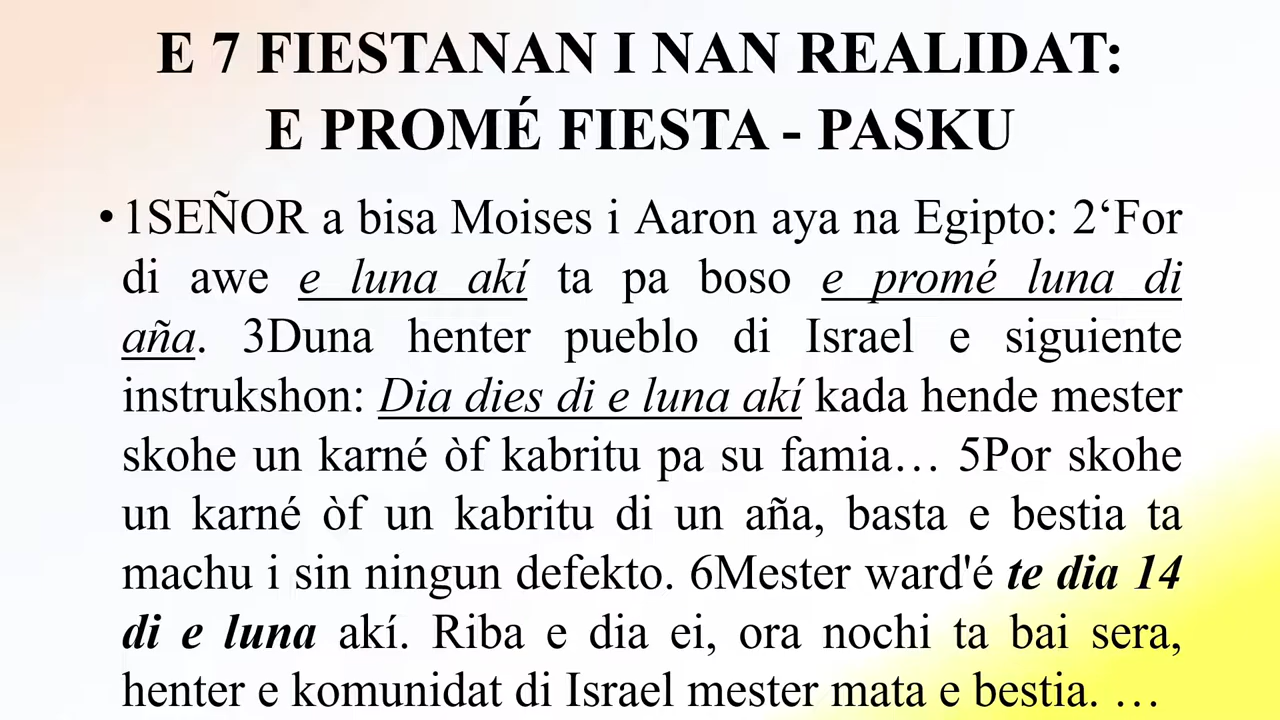 E 7 FIESTANAN I NAN REALIDAT:
E PROMÉ FIESTA - PASKU
• 1SEÑOR a bisa Moises i Aaron aya na Egipto: 2‘For
di awe e luna akí ta pa boso e promé luna di
aña. 3Duna henter pueblo di Israel e siguiente
instrukshon: Dia dies di e luna akí kada hende mester
skohe un karné òf kabritu pa su famia… 5Por skohe
un karné òf un kabritu di un aña, basta e bestia ta
machu i sin ningun defekto. 6Mester ward'é te dia 14
di e luna akí. Riba e dia ei, ora nochi ta bai sera,
henter e komunidat di Israel mester mata e bestia. …